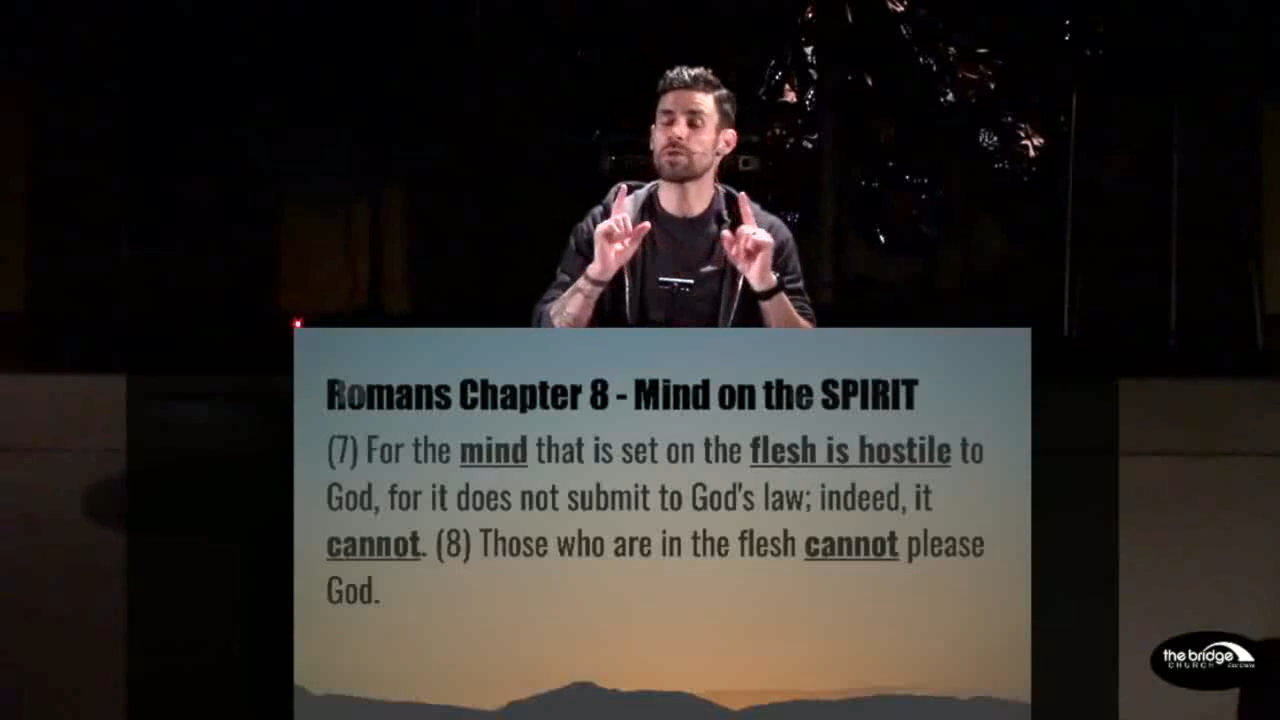 Romans Chapter 8 - Mind on the SPIRIT
(7) For the mind that is set on the flesh is hostile to
God, for it does not submit to God's law; indeed, it
cannot. (8) Those who are in the flesh cannot please
God.
the bridge
CHURCH